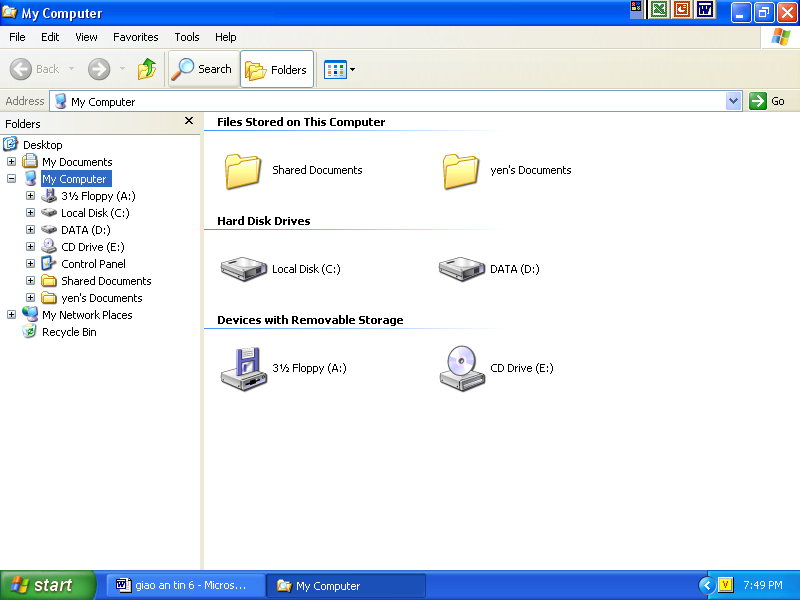 My Computer
File Edit View Favorites Tools Help
Back Search Folders
Address My Computer Go
Folders
Desktop
My Documents
My Computer
3½ Floppy (A:)
Local Disk (C:)
DATA (D:)
CD Drive (E:)
Control Panel
Shared Documents
yen's Documents
My Network Places
Recycle Bin
Files Stored on This Computer
Shared Documents yen's Documents
Hard Disk Drives
Local Disk (C:) DATA (D:)
Devices with Removable Storage
3½ Floppy (A:) CD Drive (E:)
start giao an tin 6 - Micros... My Computer V 7:49 PM